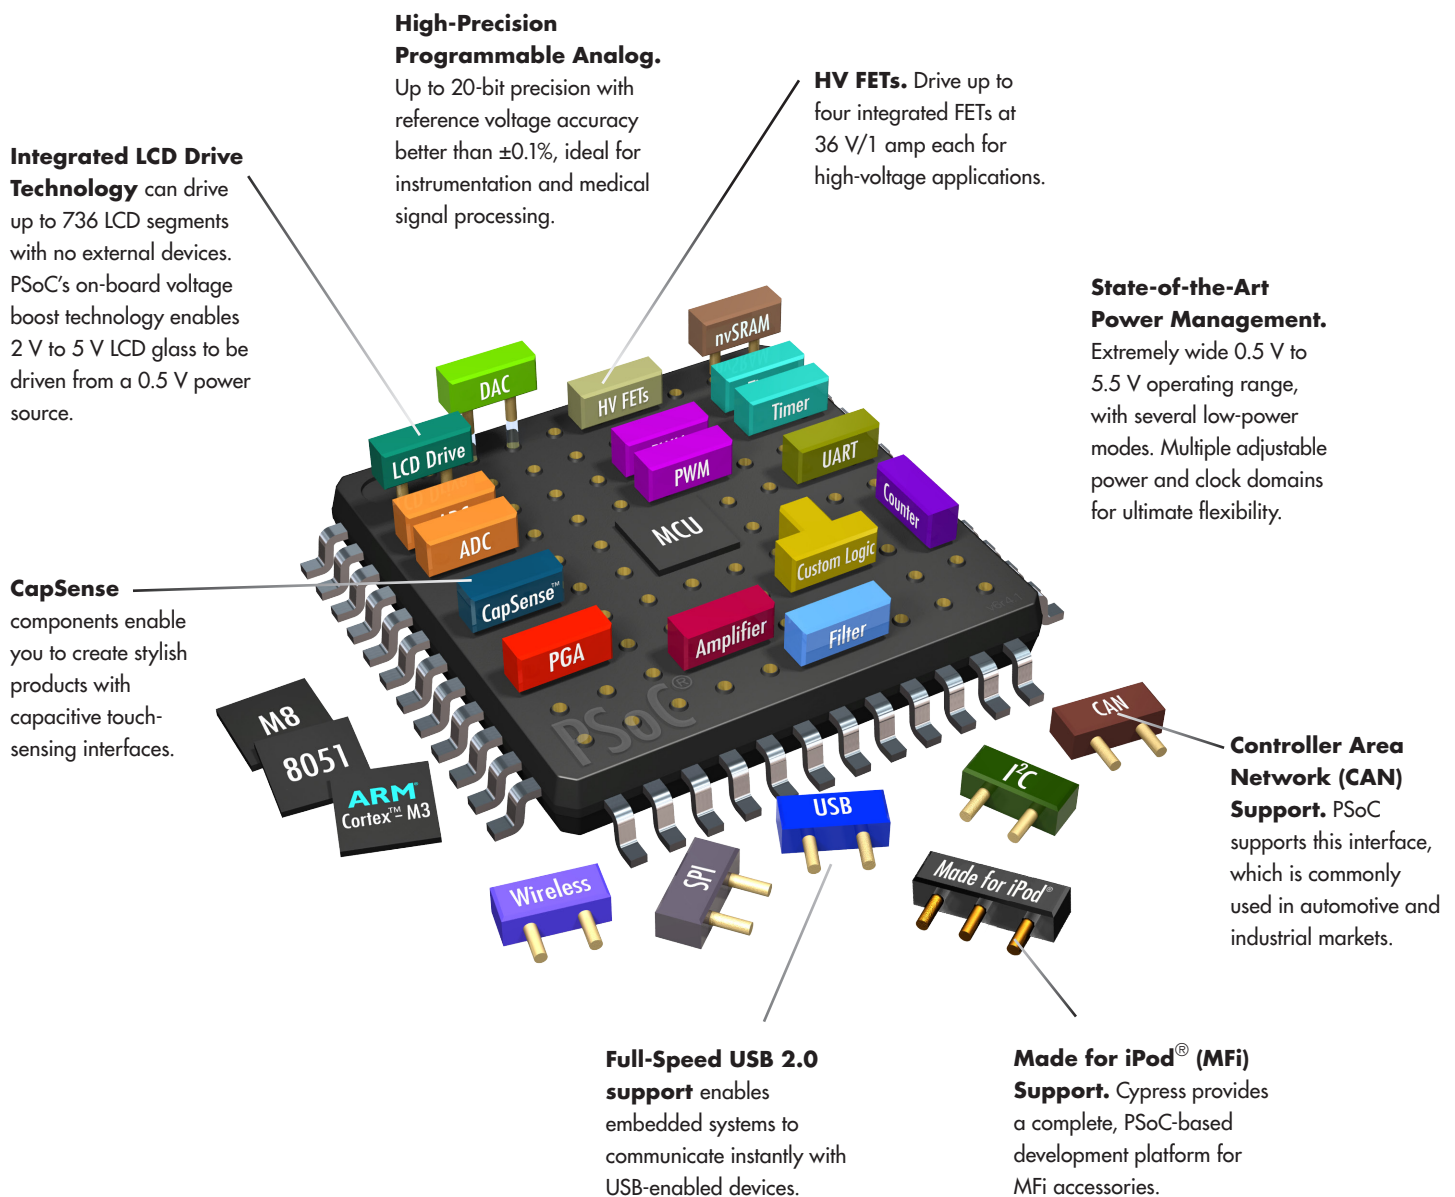 High-Precision
Programmable Analog.
Up to 20-bit precision with
reference voltage accuracy
better than ±0.1%, ideal for
instrumentation and medical
signal processing.
HV FETs. Drive up to
four integrated FETs at
36 V/1 amp each for
high-voltage applications.
Integrated LCD Drive
Technology can drive
up to 736 LCD segments
with no external devices.
PSoC’s on-board voltage
boost technology enables
2 V to 5 V LCD glass to be
driven from a 0.5 V power
source.
State-of-the-Art
Power Management.
Extremely wide 0.5 V to
5.5 V operating range,
with several low-power
modes. Multiple adjustable
power and clock domains
for ultimate flexibility.
nvSRAM
DAC
HV FETs
Timer
LCD Drive
PWM
UART
Counter
ADC
MCU
Custom Logic
CapSense™
PGA
Amplifier
Filter
PSoC®
CapSense
components enable
you to create stylish
products with
capacitive touch-
sensing interfaces.
M8
8051
ARM®
Cortex™– M3
CAN
I²C
USB
SPI
Wireless
Made for iPod®
Controller Area
Network (CAN)
Support. PSoC
supports this interface,
which is commonly
used in automotive and
industrial markets.
Full-Speed USB 2.0
support enables
embedded systems to
communicate instantly with
USB-enabled devices.
Made for iPod® (MFi)
Support. Cypress provides
a complete, PSoC-based
development platform for
MFi accessories.